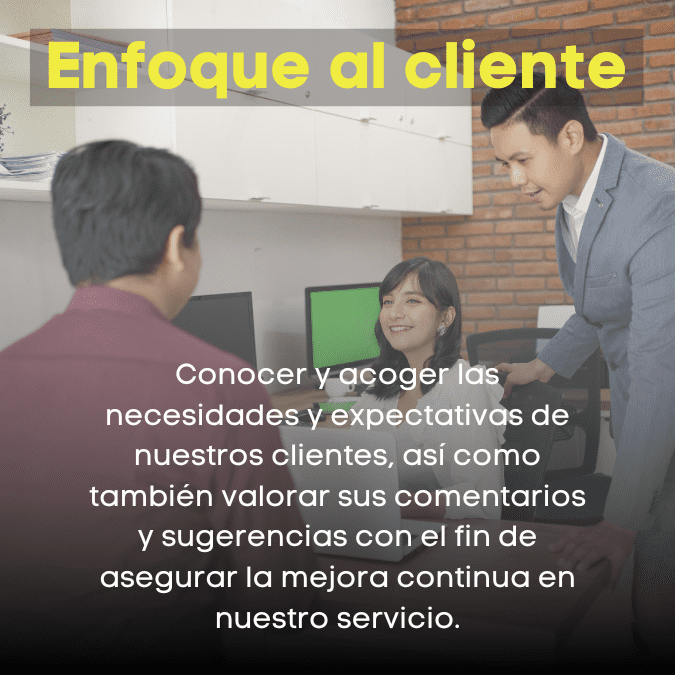 Enfoque al cliente
Conocer y acoger las
necesidades y expectativas de
nuestros clientes, así como
también valorar sus comentarios
y sugerencias con el fin de
asegurar la mejora continua en
nuestro servicio.